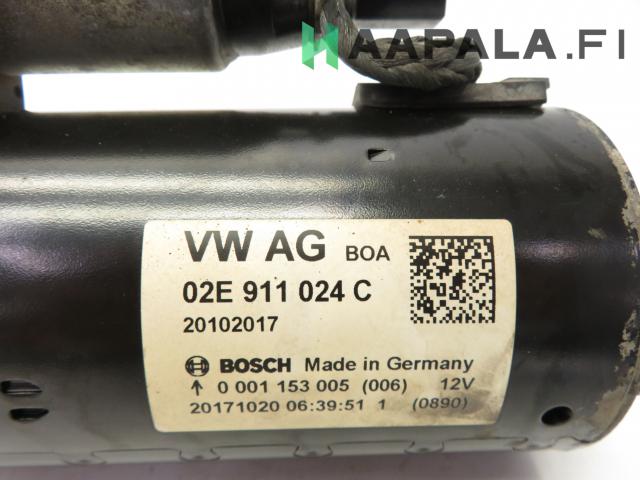 HAAPALA.FI
VW AG BOA
02E 911 024 C
20102017
BOSCH Made in Germany
↑ 0 001 153 005 (006) 12V
20171020 06:39:51 1 (0890)